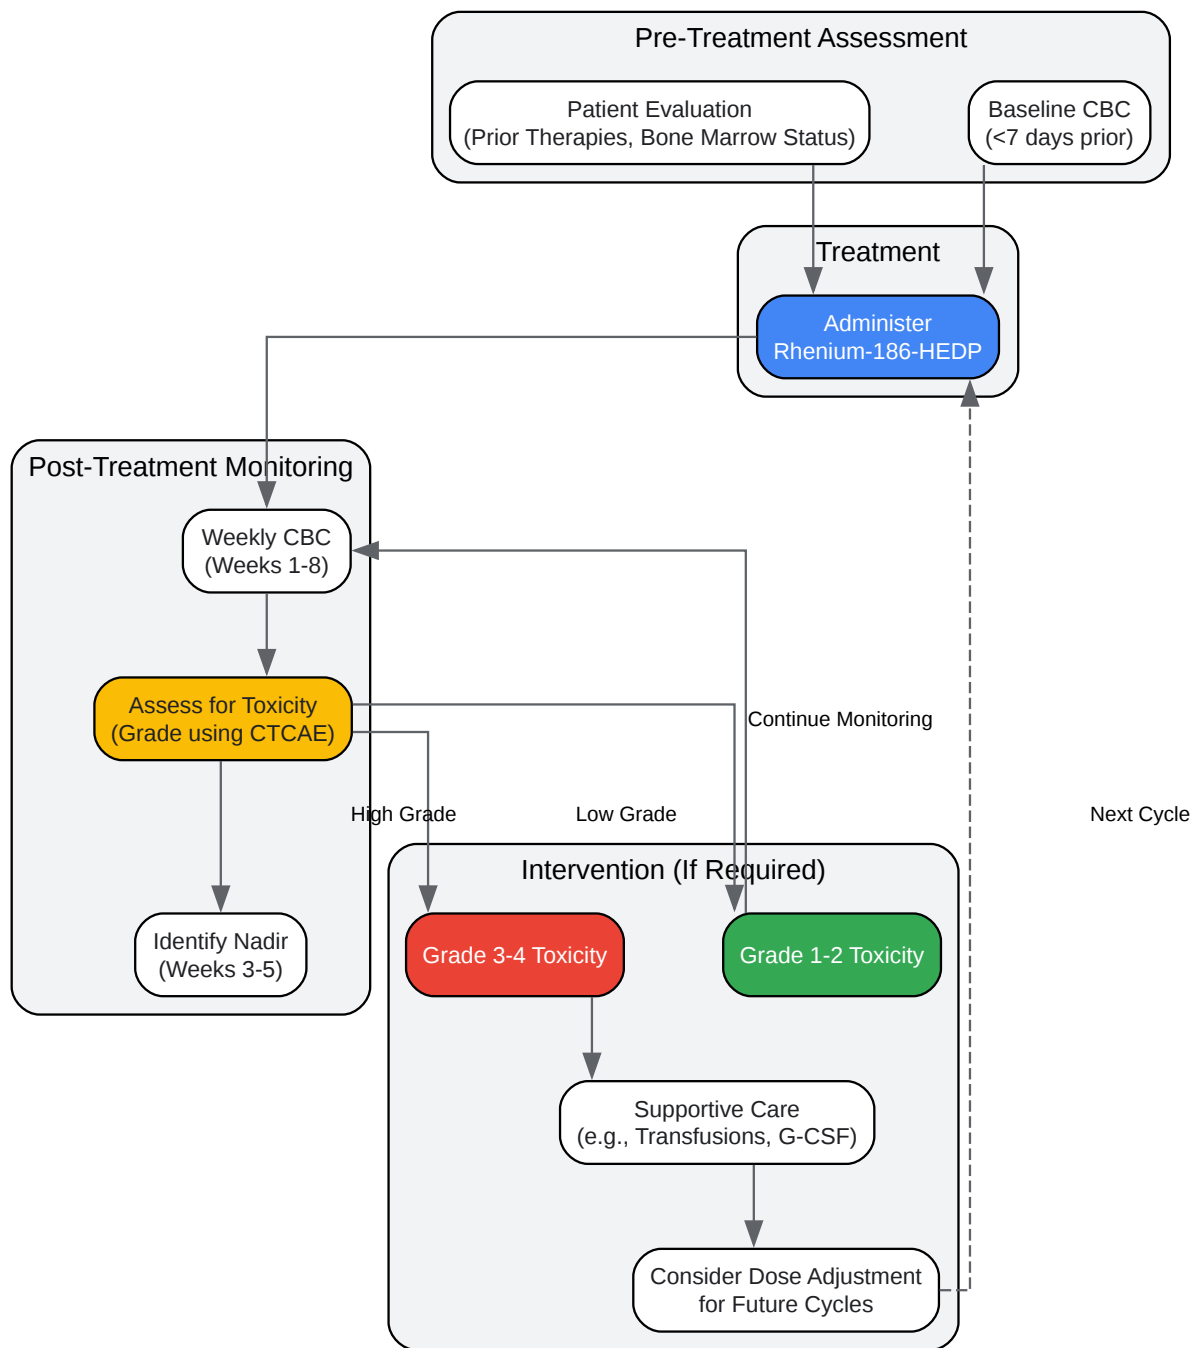 Pre-Treatment Assessment
Patient Evaluation
(Prior Therapies, Bone Marrow Status)
Baseline CBC
(<7 days prior)
Treatment
Administer
Rhenium-186-HEDP
Post-Treatment Monitoring
Weekly CBC
(Weeks 1-8)
Assess for Toxicity
(Grade using CTCAE)
Continue Monitoring
High Grade
Low Grade
Next Cycle
Intervention (If Required)
Identify Nadir
(Weeks 3-5)
Grade 3-4 Toxicity
Grade 1-2 Toxicity
Supportive Care
(e.g., Transfusions, G-CSF)
Consider Dose Adjustment
for Future Cycles